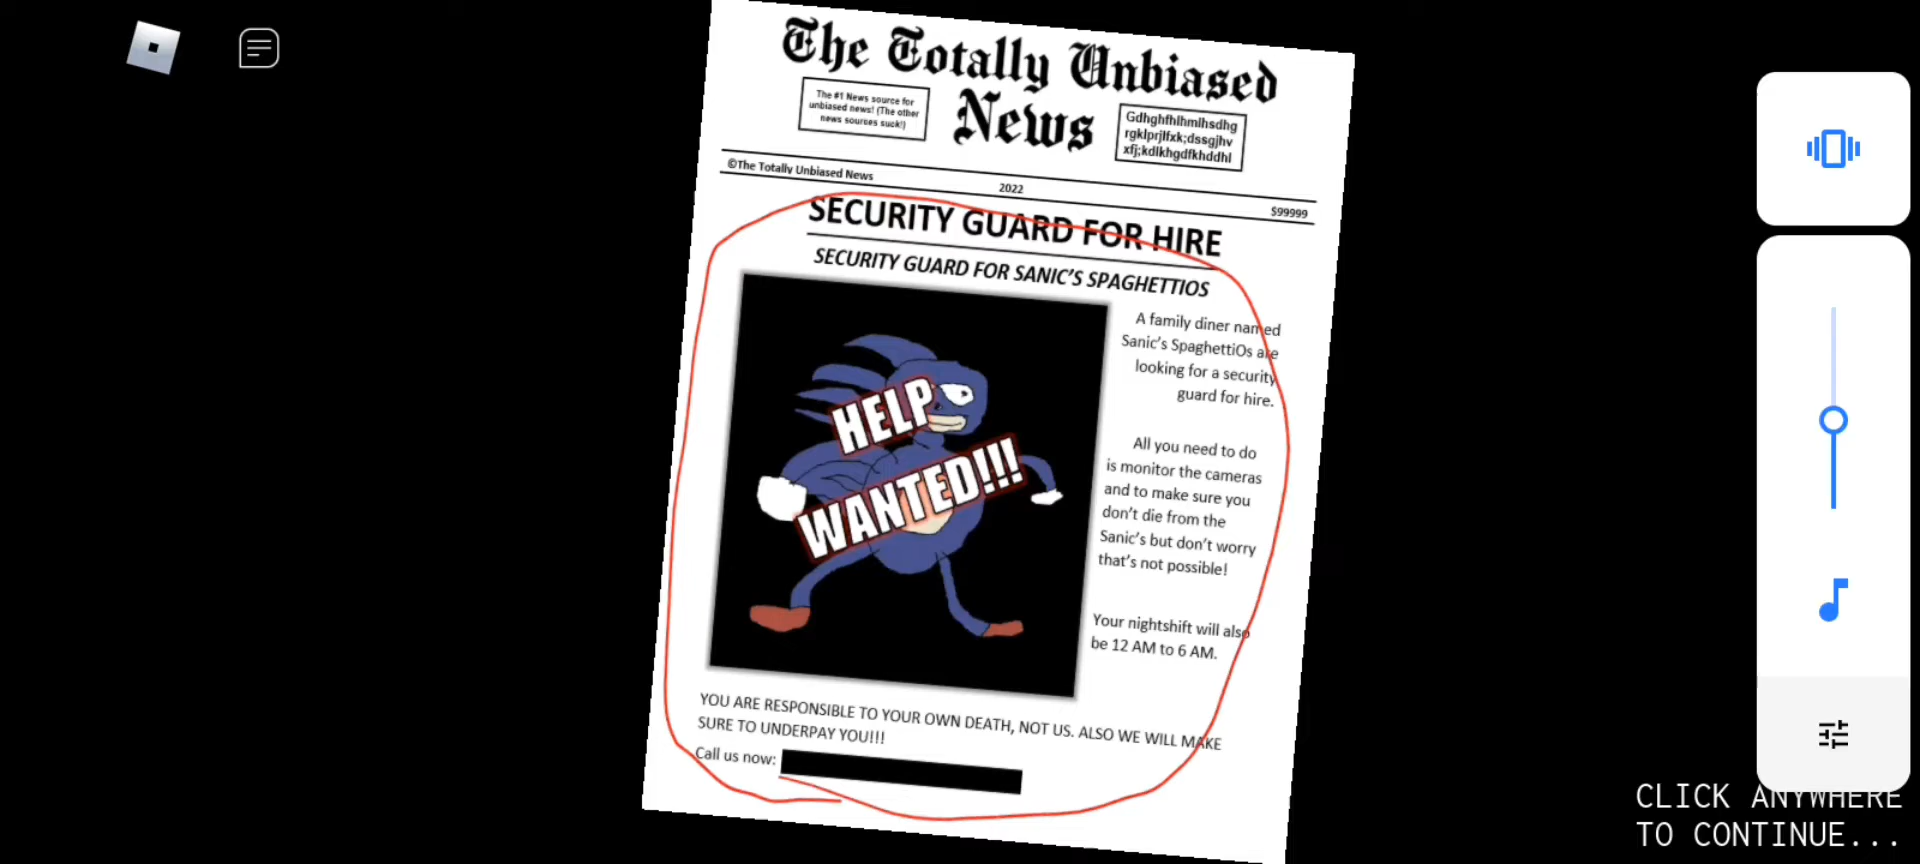 The Totally Unbiased
News
The #1 News source for
unbiased news! (The other
news sources suck!)
Gdhghfhlhmlhsdhg
rgklprjlfxk;dssgjhv
xfj;kdlkhgdfkhddhl
©The Totally Unbiased News
2022
$99999
SECURITY GUARD FOR HIRE
SECURITY GUARD FOR SANIC'S SPAGHETTIOS
HELP
WANTED!!!
A family diner named
Sanic's SpaghettiOs are
looking for a security
guard for hire.
All you need to do
is monitor the cameras
and to make sure you
don't die from the
Sanic's but don't worry
that's not possible!
Your nightshift will also
be 12 AM to 6 AM.
YOU ARE RESPONSIBLE TO YOUR OWN DEATH, NOT US. ALSO WE WILL MAKE
SURE TO UNDERPAY YOU!!!
Call us now:
CLICK ANYWHERE
TO CONTINUE...